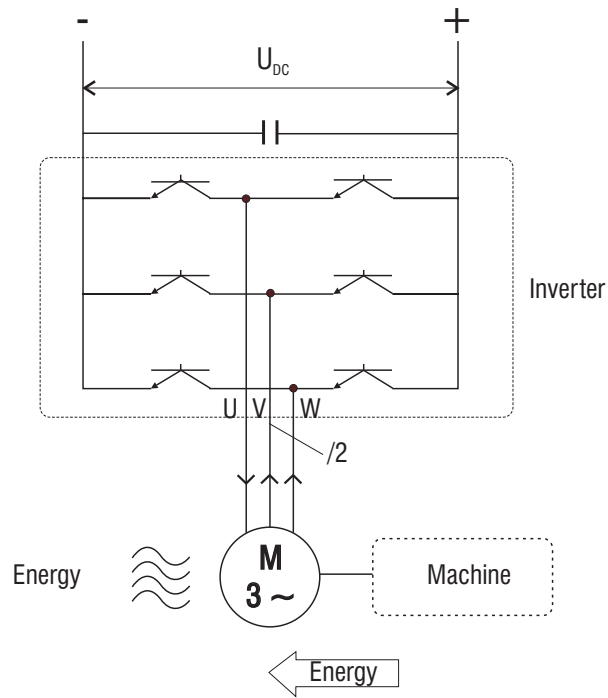 - +
U_DC
Inverter
U V W
/2
M
3 ~
Energy
Machine
Energy